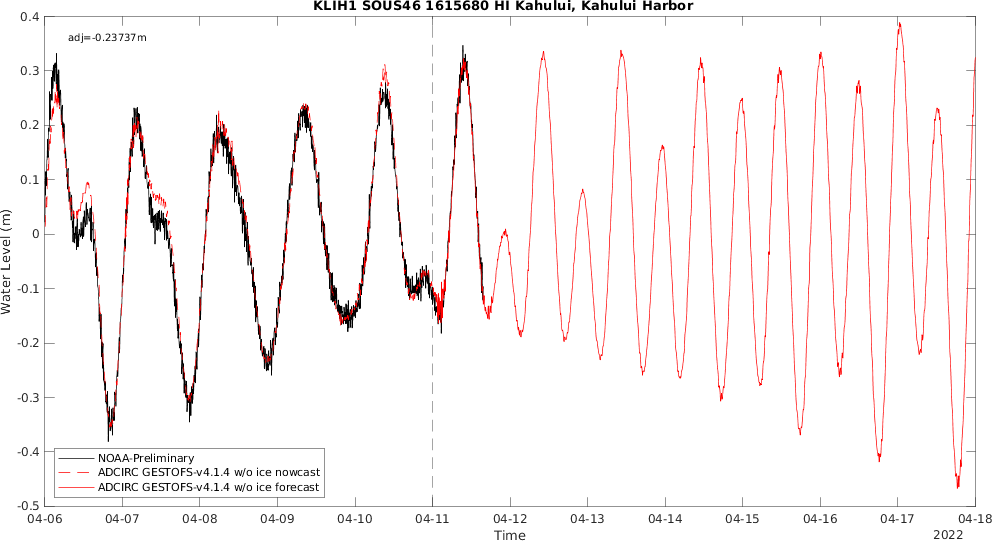 KLIH1 SOUS46 1615680 HI Kahului, Kahului Harbor
adj=-0.23737m
0.4
0.3
0.2
0.1
0
-0.1
-0.2
-0.3
-0.4
-0.5
Water Level (m)
NOAA-Preliminary
ADCIRC GESTOFS-v4.1.4 w/o ice nowcast
ADCIRC GESTOFS-v4.1.4 w/o ice forecast
04-06 04-07 04-08 04-09 04-10 04-11 04-12 04-13 04-14 04-15 04-16 04-17 04-18
Time
2022